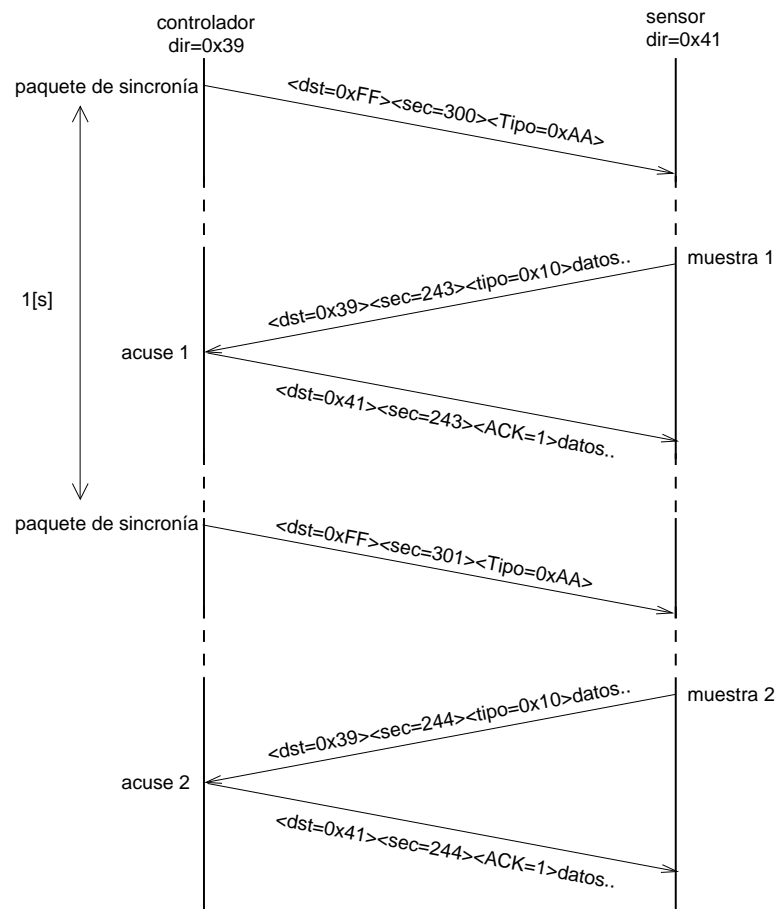 controlador
dir=0x39
sensor
dir=0x41
paquete de sincronía
<dst=0xFF><sec=300><Tipo=0xAA>
muestra 1
<dst=0x39><sec=243><tipo=0x10>datos..
1[s]
acuse 1
<dst=0x41><sec=243><ACK=1>datos..
paquete de sincronía
<dst=0xFF><sec=301><Tipo=0xAA>
muestra 2
<dst=0x39><sec=244><tipo=0x10>datos..
acuse 2
<dst=0x41><sec=244><ACK=1>datos..